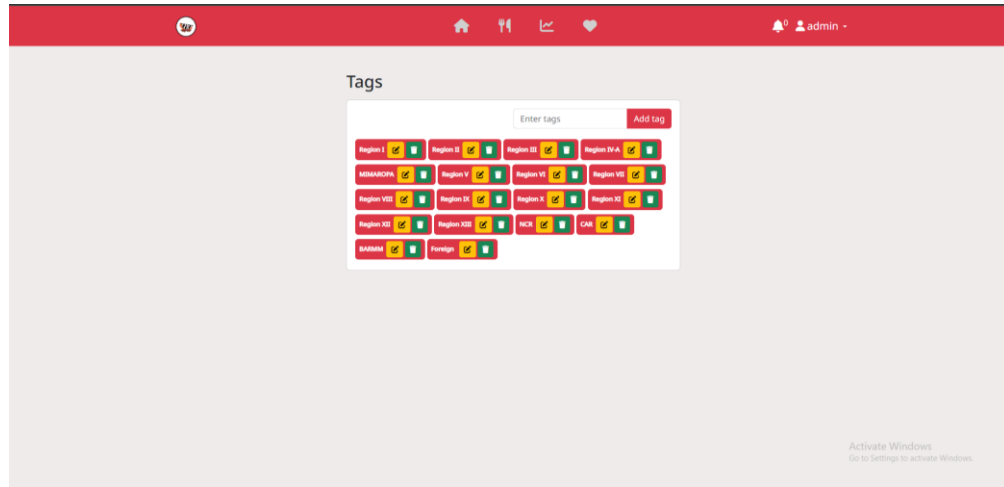 0 admin
Tags
Enter tags Add tag
Region I Region II Region III Region IV-A
MIMAROPA Region V Region VI Region VII
Region VIII Region IX Region X Region XI
Region XII Region XIII NCR CAR
BARMM Foreign
Activate Windows
Go to Settings to activate Windows.